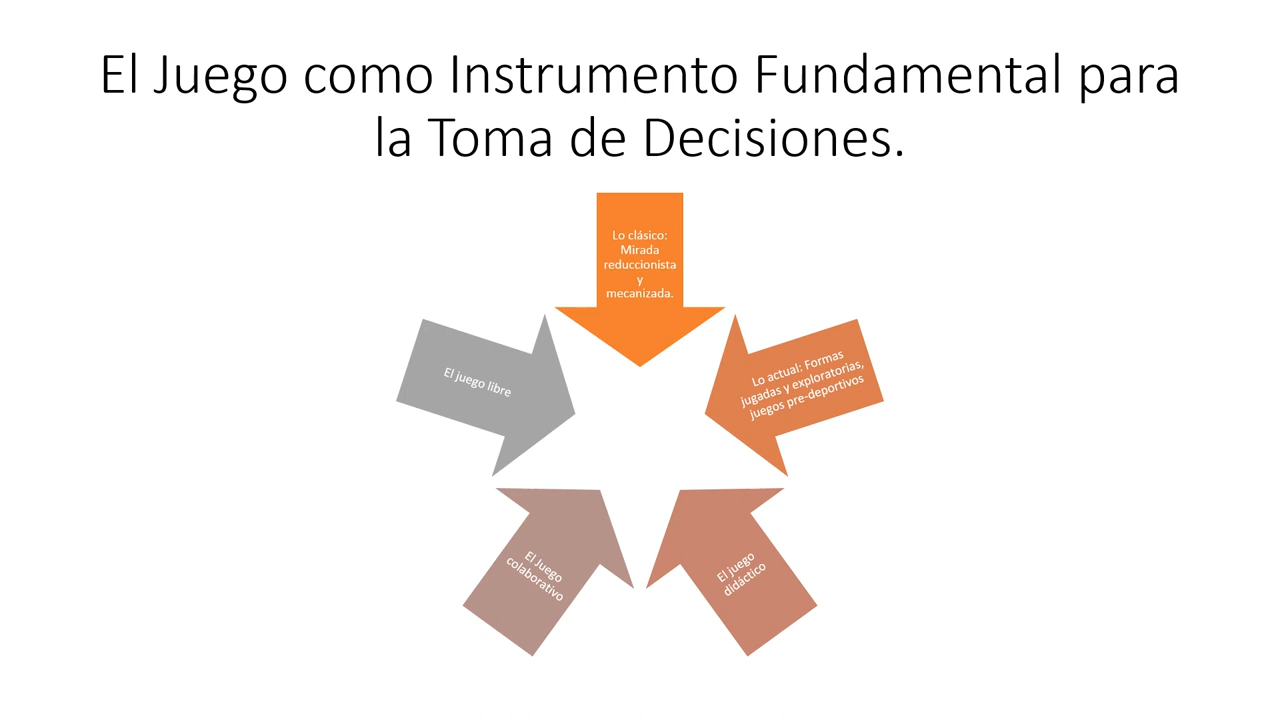 El Juego como Instrumento Fundamental para
la Toma de Decisiones.
Lo clásico:
Mirada
reduccionista
y
mecanizada.
Lo actual: Formas
jugadas y exploratorias,
juegos pre-deportivos
El juego
didáctico
El Juego
colaborativo
El juego libre